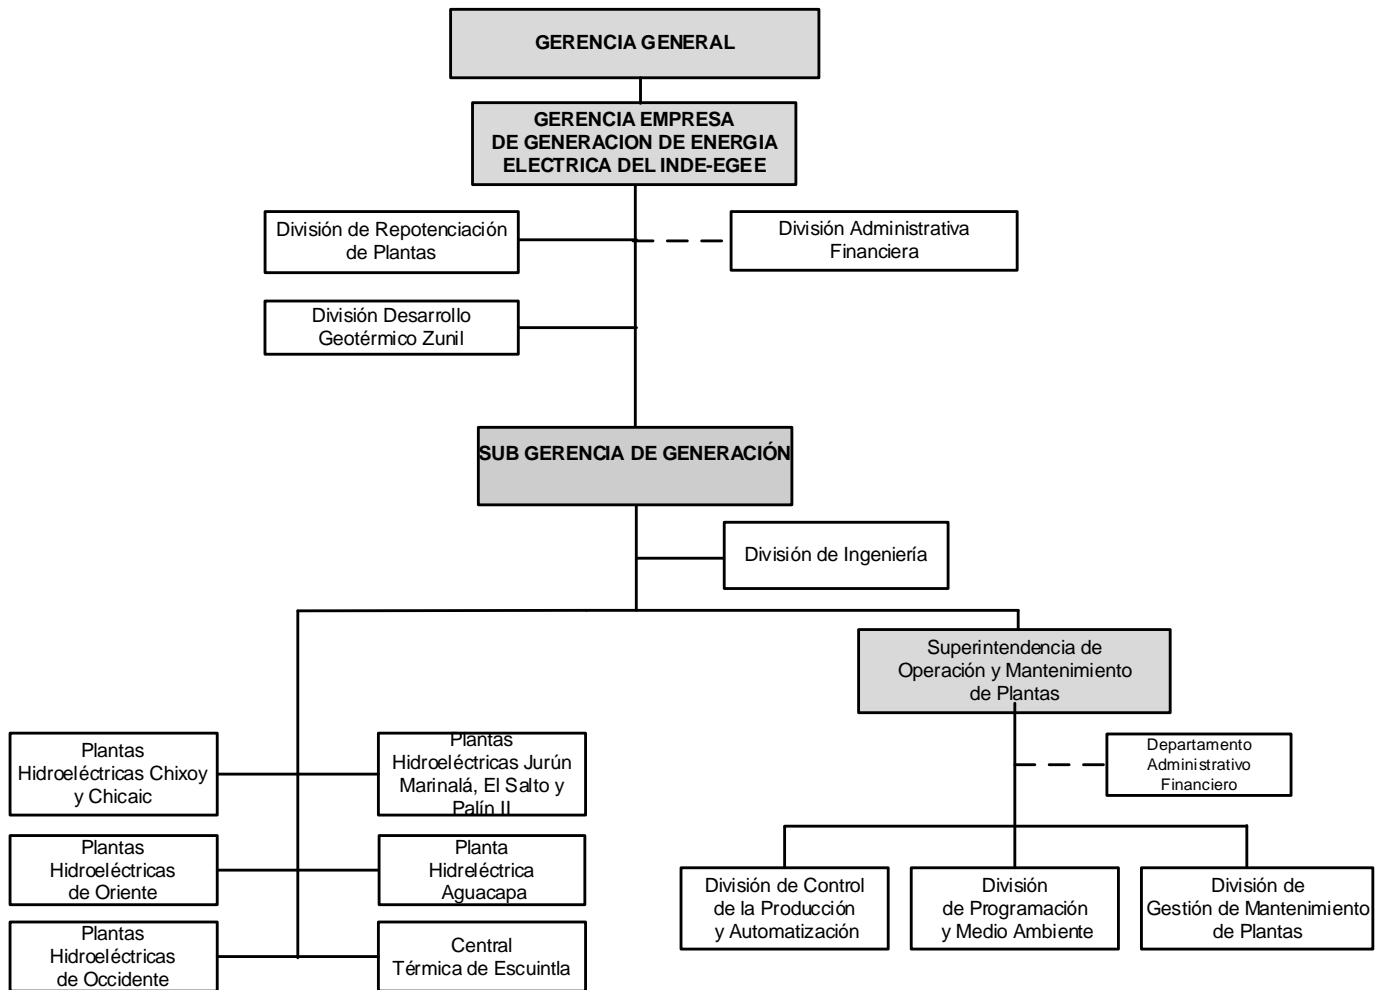 GERENCIA GENERAL
GERENCIA EMPRESA
DE GENERACION DE ENERGIA
ELECTRICA DEL INDE-EGEE
División de Repotenciación
de Plantas
División Administrativa
Financiera
División Desarrollo
Geotérmico Zunil
SUB GERENCIA DE GENERACIÓN
División de Ingeniería
Superintendencia de
Operación y Mantenimiento
de Plantas
Departamento
Administrativo
Financiero
Plantas
Hidroeléctricas Chixoy
y Chicaic
Plantas
Hidroeléctricas Jurún
Marinalá, El Salto y
Palín II
Plantas
Hidroeléctricas
de Oriente
Planta
Hidreléctrica
Aguacapa
Plantas
Hidroeléctricas
de Occidente
Central
Térmica de Escuintla
División de Control
de la Producción
y Automatización
División
de Programación
y Medio Ambiente
División de
Gestión de Mantenimiento
de Plantas